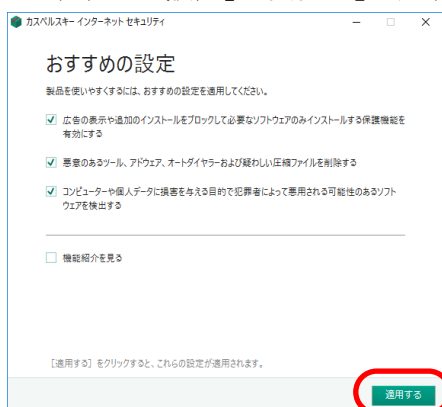 カスペルスキー インターネット セキュリティ
おすすめの設定
製品を使いやすくするには、おすすめの設定を適用してください。
広告の表示や追加のインストールをブロックして必要なソフトウェアのみインストールする保護機能を
有効にする
悪意のあるツール、アドウェア、オートダイヤラーおよび疑わしい圧縮ファイルを削除する
コンピューターや個人データに損害を与える目的で犯罪者によって悪用される可能性のあるソフト
ウェアを検出する
機能紹介を見る
［適用する］をクリックすると、これらの設定が適用されます。
適用する